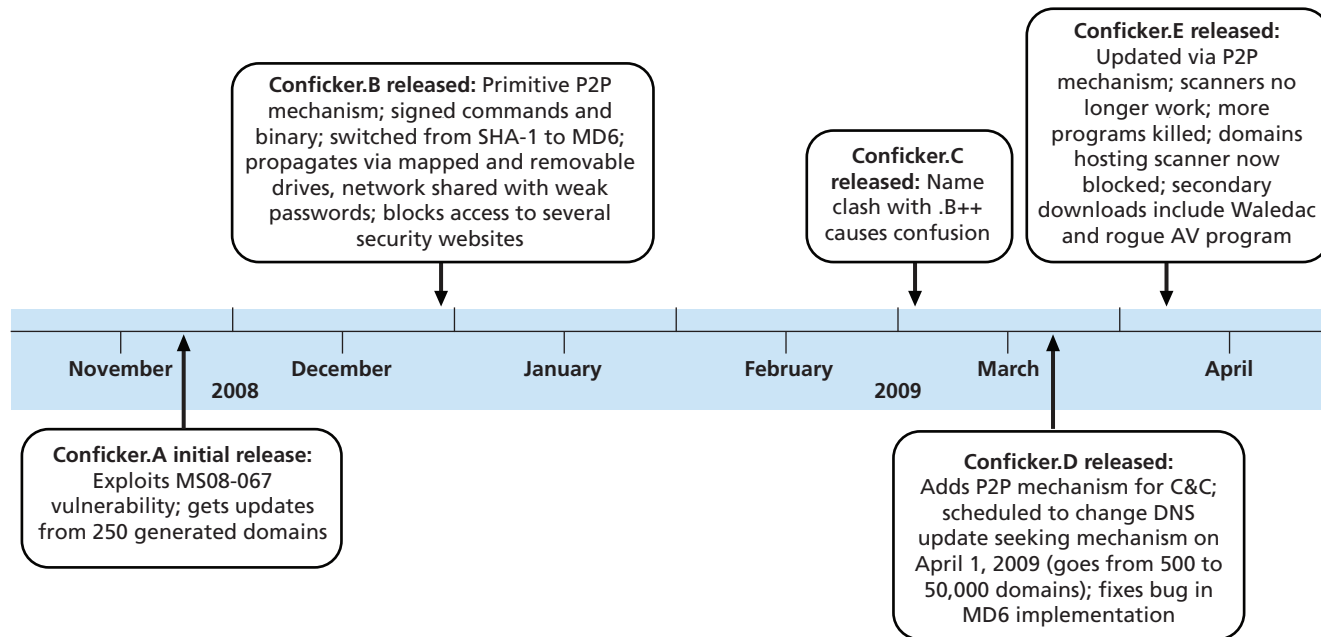 Conficker.B released: Primitive P2P
mechanism; signed commands and
binary; switched from SHA-1 to MD6;
propagates via mapped and removable
drives, network shared with weak
passwords; blocks access to several
security websites
Conficker.C
released: Name
clash with .B++
causes confusion
Conficker.E released:
Updated via P2P
mechanism; scanners no
longer work; more
programs killed; domains
hosting scanner now
blocked; secondary
downloads include Waledac
and rogue AV program
November
December
January
February
March
April
2008
2009
Conficker.A initial release:
Exploits MS08-067
vulnerability; gets updates
from 250 generated domains
Conficker.D released:
Adds P2P mechanism for C&C;
scheduled to change DNS
update seeking mechanism on
April 1, 2009 (goes from 500 to
50,000 domains); fixes bug in
MD6 implementation